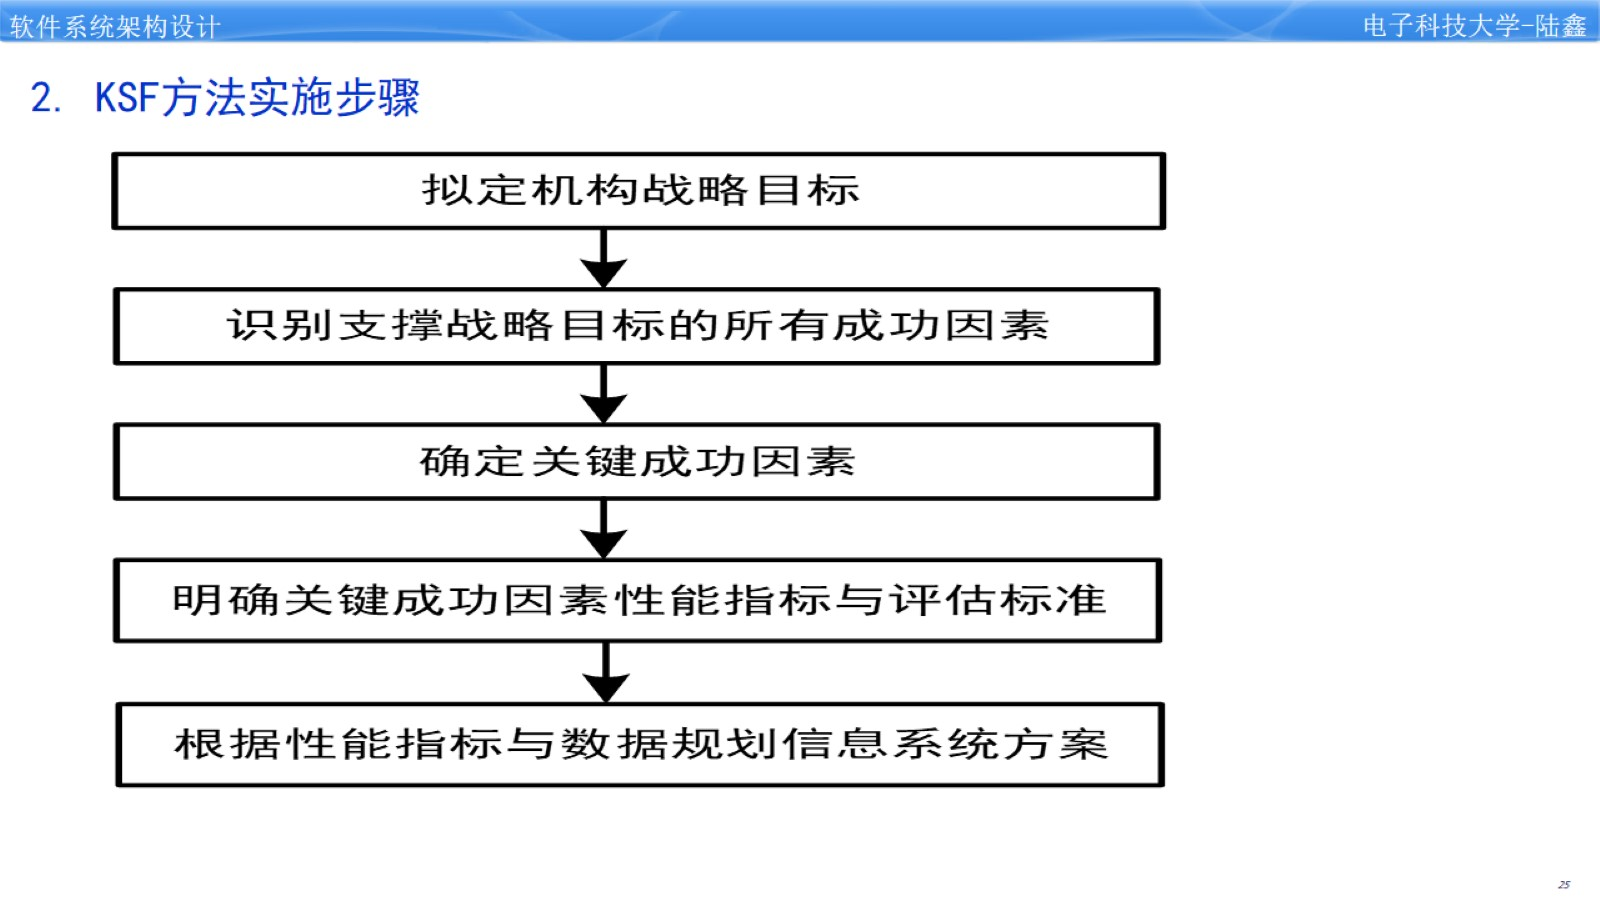 软件系统架构设计
电子科技大学-陆鑫
2. KSF方法实施步骤
拟定机构战略目标
识别支撑战略目标的所有成功因素
确定关键成功因素
明确关键成功因素性能指标与评估标准
根据性能指标与数据规划信息系统方案
25